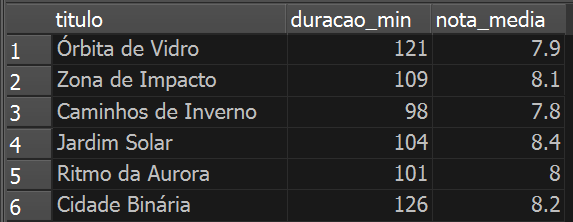 titulo duracao_min nota_media
1 Órbita de Vidro 121 7.9
2 Zona de Impacto 109 8.1
3 Caminhos de Inverno 98 7.8
4 Jardim Solar 104 8.4
5 Ritmo da Aurora 101 8
6 Cidade Binária 126 8.2